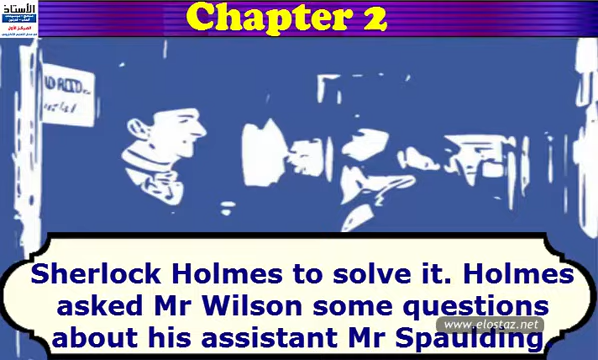 الأستاذ
Chapter 2
Sherlock Holmes to solve it. Holmes
asked Mr Wilson some questions
about his assistant Mr Spaulding
www.elostaz.net